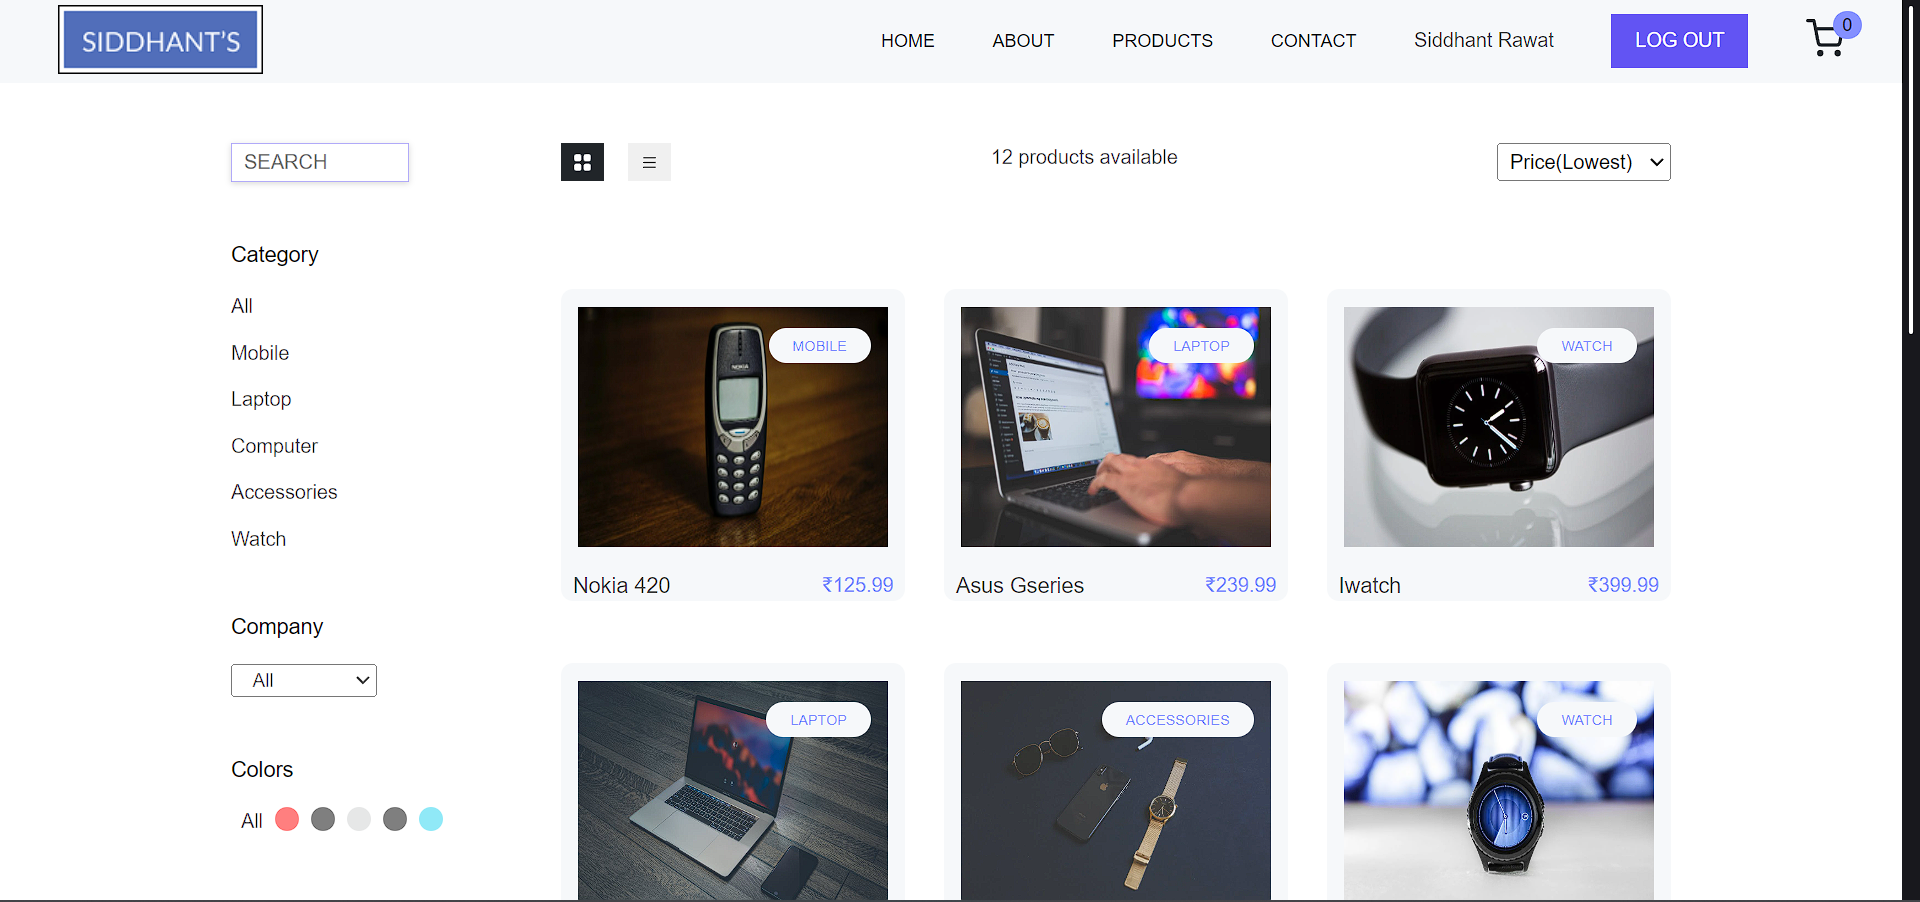 SIDDHANT'S
HOME ABOUT PRODUCTS CONTACT Siddhant Rawat LOG OUT 0
SEARCH
12 products available
Price(Lowest)
Category
All
Mobile
Laptop
Computer
Accessories
Watch
Company
All
Colors
All
MOBILE
NOKIA
Nokia 420 ₹125.99
LAPTOP
Asus Gseries ₹239.99
WATCH
Iwatch ₹399.99
LAPTOP
ACCESSORIES
WATCH